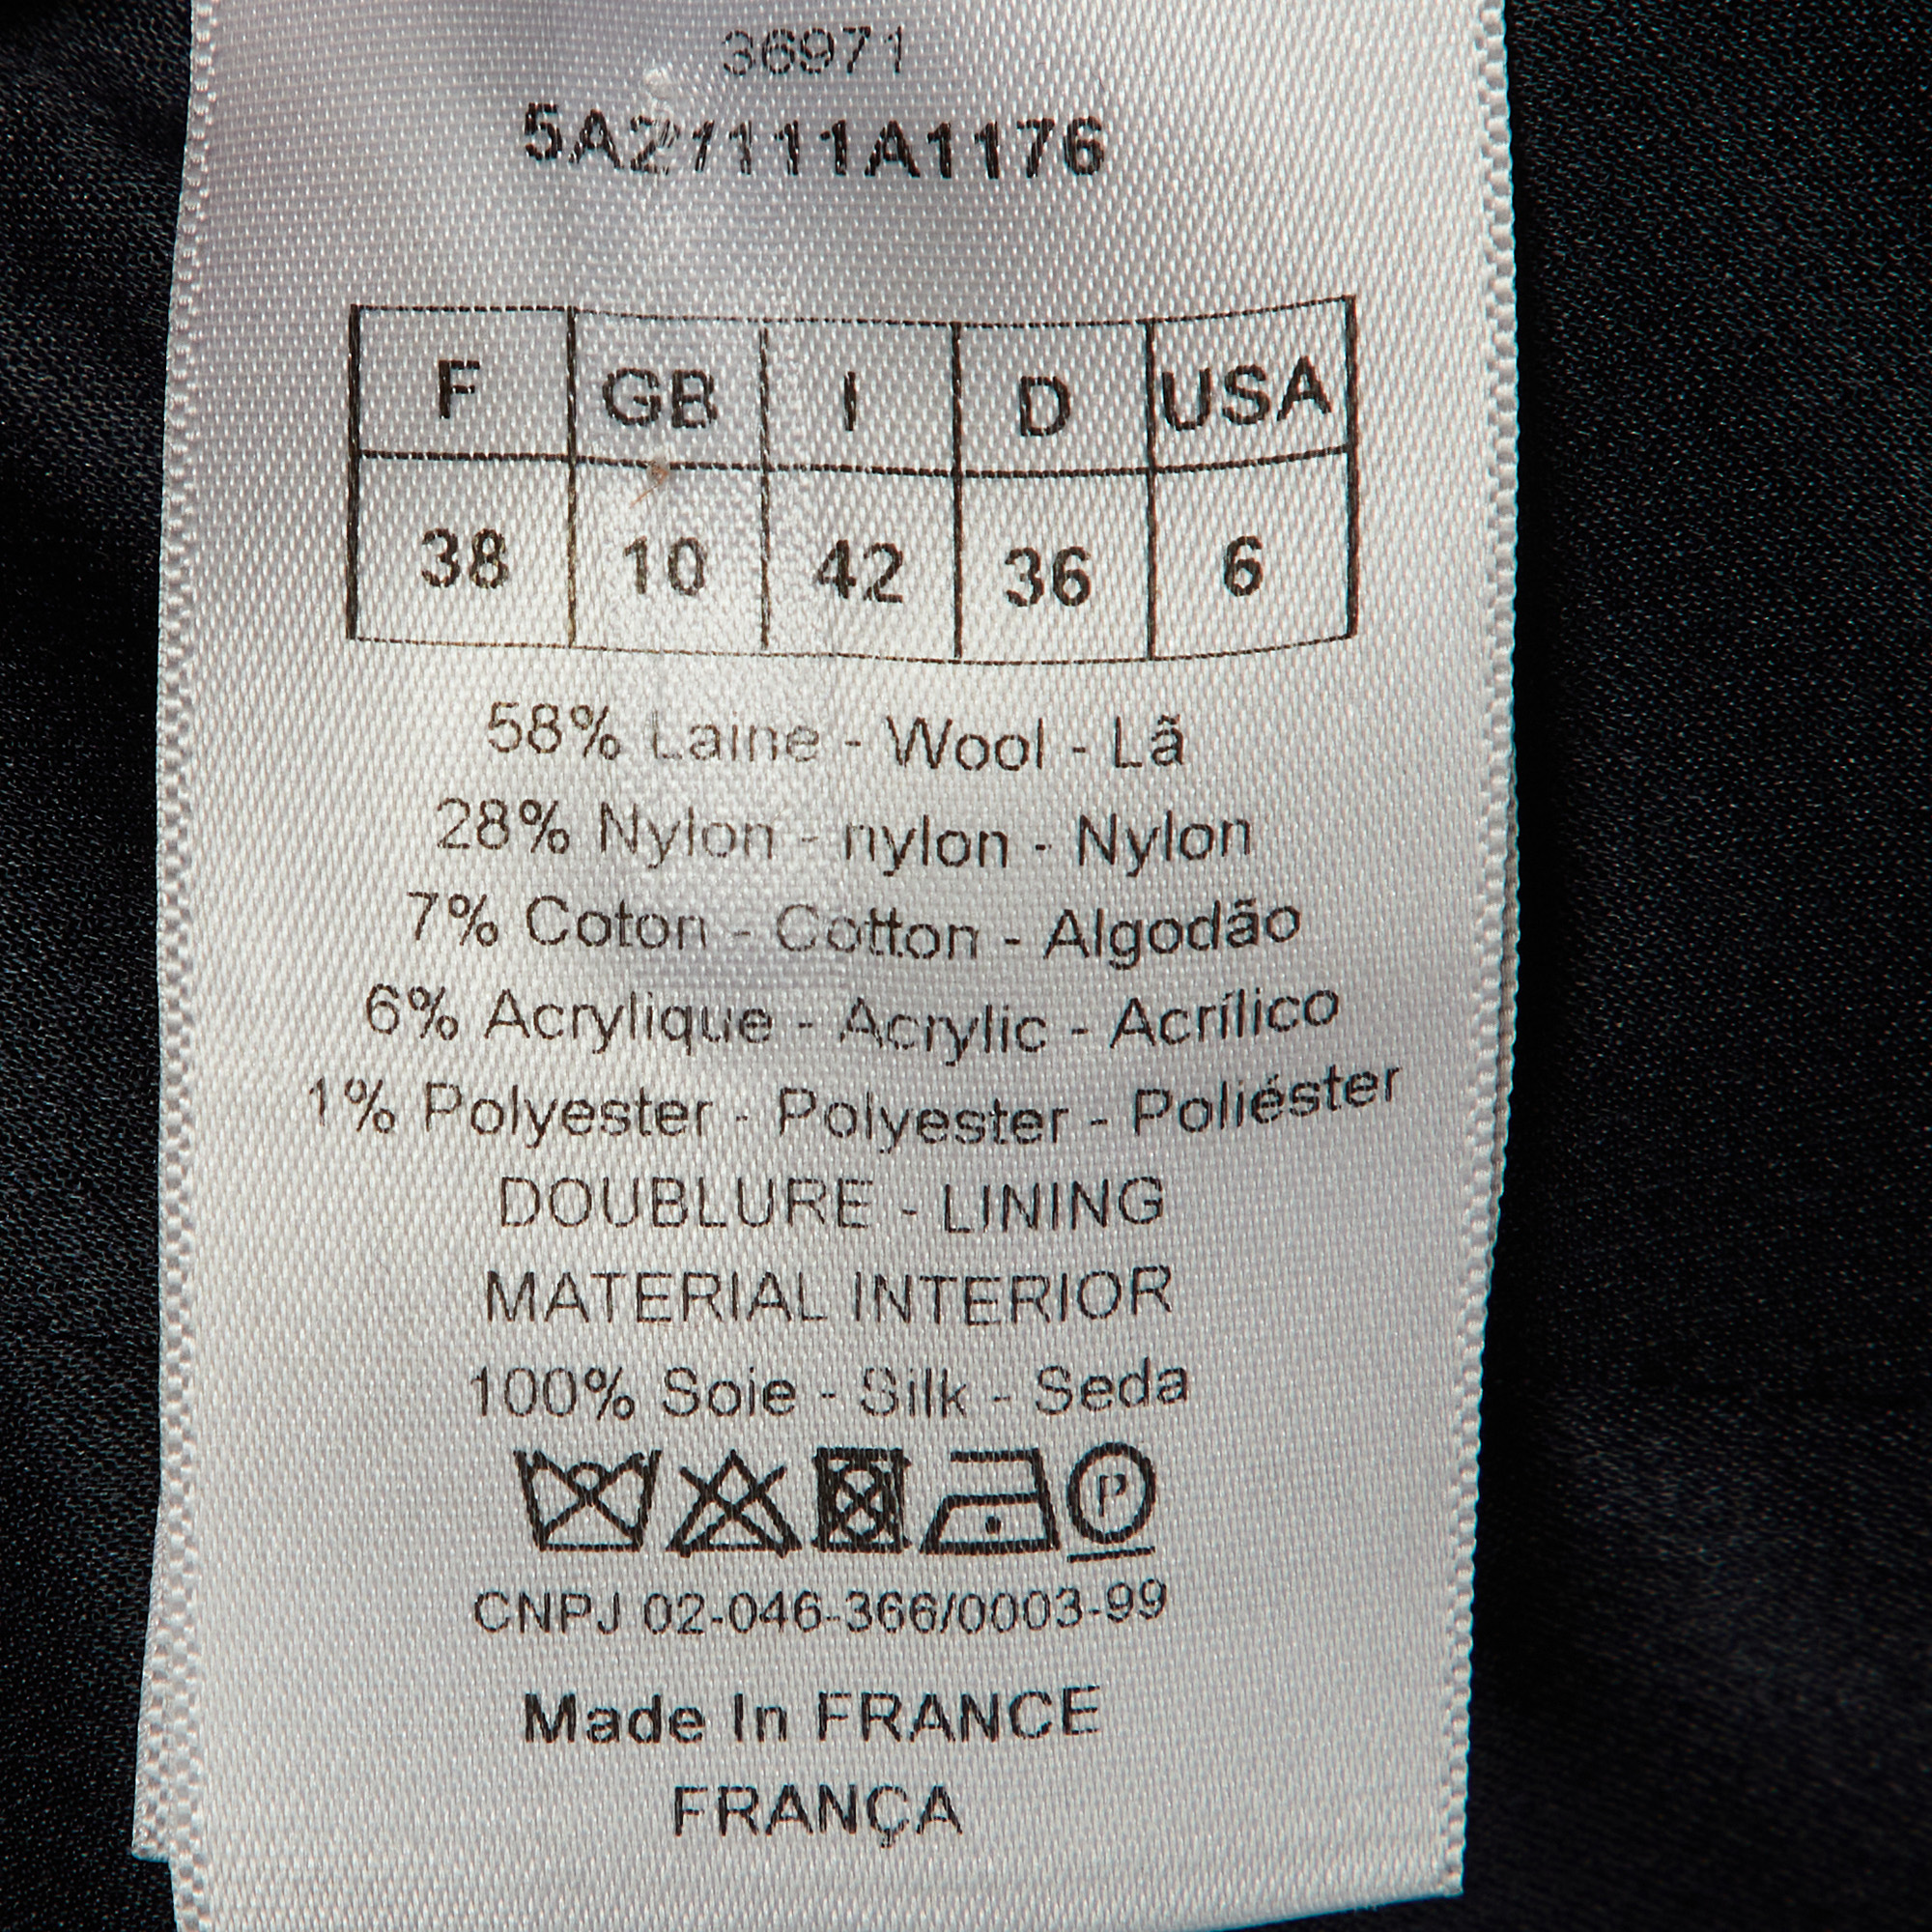 36971
5A21111A1176
F GB I D USA
38 10 42 36 6
58% Laine - Wool - Lã
28% Nylon - nylon - Nylon
7% Coton - Cotton - Algodão
6% Acrylique - Acrylic - Acrílico
1% Polyester - Polyester - Poliéster
DOUBLURE - LINING
MATERIAL INTERIOR
100% Soie - Silk - Seda
P
CNPJ 02-046-366/0003-99
Made In FRANCE
FRANÇA